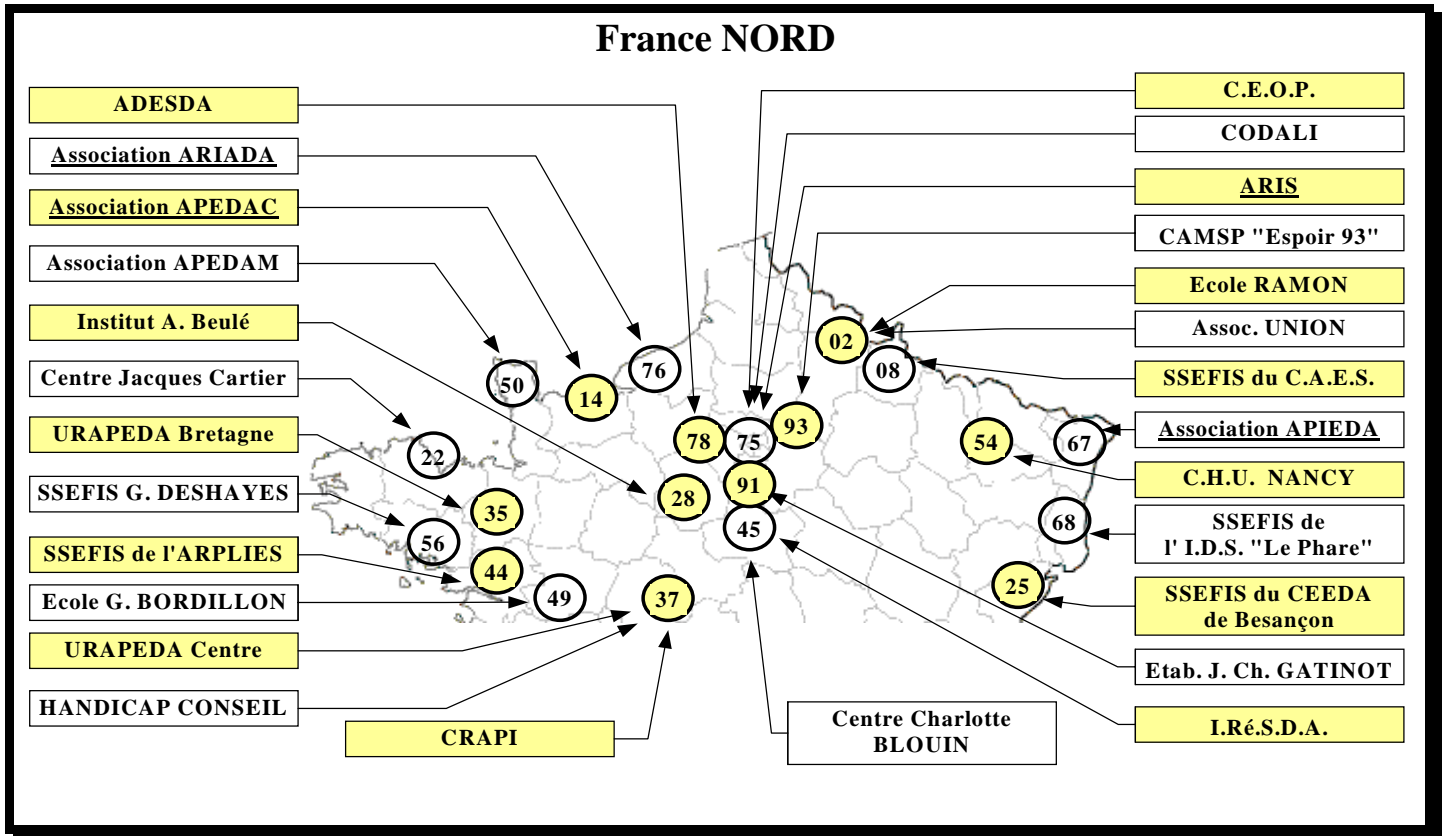 France NORD
ADESDA
Association ARIADA
Association APEDAC
Association APEDAM
Institut A. Beulé
Centre Jacques Cartier
URAPEDA Bretagne
SSEFIS G. DESHAYES
SSEFIS de l'ARPLIES
Ecole G. BORDILLON
URAPEDA Centre
HANDICAP CONSEIL
CRAPI
Centre Charlotte
BLOUIN
C.E.O.P.
CODALI
ARIS
CAMSP "Espoir 93"
Ecole RAMON
Assoc. UNION
SSEFIS du C.A.E.S.
Association APIEDA
C.H.U. NANCY
SSEFIS de
l' I.D.S. "Le Phare"
SSEFIS du CEEDA
de Besançon
Etab. J. Ch. GATINOT
I.Ré.S.D.A.
02
08
76
50
14
93
78
75
54
67
22
91
28
35
68
45
56
44
25
49
37